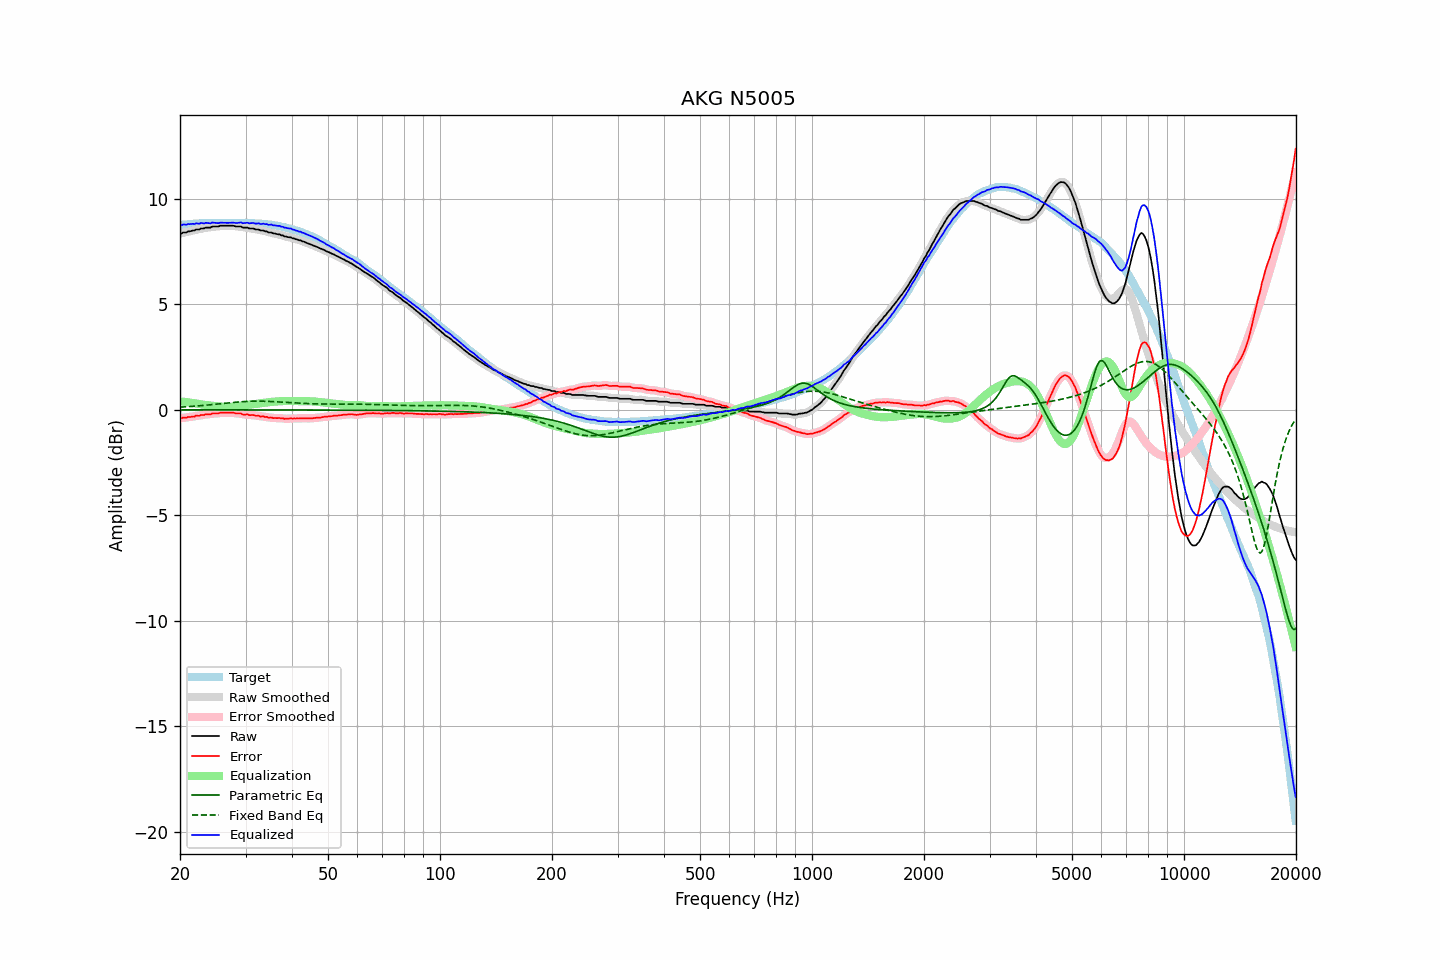 AKG N5005
Amplitude (dBr)
10
5
0
−5
−10
−15
−20
Target
Raw Smoothed
Error Smoothed
Raw
Error
Equalization
Parametric Eq
Fixed Band Eq
Equalized
20 50 100 200 500 1000 2000 5000 10000 20000
Frequency (Hz)